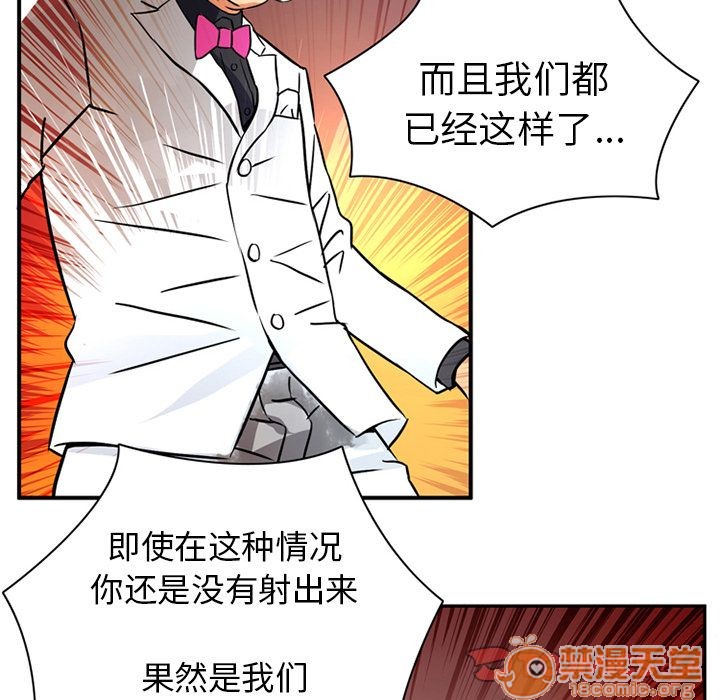 而且我们都
已经这样了...
即使在这种情况
你还是没有射出来
果然是我们
禁漫天堂
18comic.org